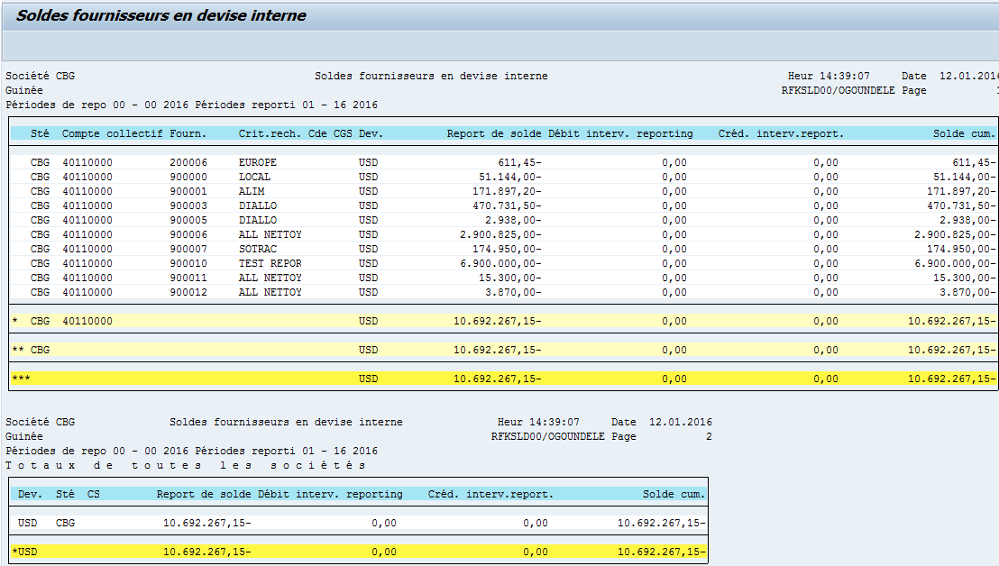 Soldes fournisseurs en devise interne
Société CBG Soldes fournisseurs en devise interne Heur 14:39:07 Date 12.01.2016
Guinée RFKSLD00/OGOUNDELE Page 1
Périodes de repo 00 - 00 2016 Périodes reporti 01 - 16 2016
Sté Compte collectif Fourn. Crit.rech. Cde CGS Dev. Report de solde Débit interv. reporting Créd. interv.report. Solde cum.
CBG 40110000 200006 EUROPE USD 611,45- 0,00 0,00 611,45-
CBG 40110000 900000 LOCAL USD 51.144,00- 0,00 0,00 51.144,00-
CBG 40110000 900001 ALIM USD 171.897,20- 0,00 0,00 171.897,20-
CBG 40110000 900003 DIALLO USD 470.731,50- 0,00 0,00 470.731,50-
CBG 40110000 900005 DIALLO USD 2.938,00- 0,00 0,00 2.938,00-
CBG 40110000 900006 ALL NETTOY USD 2.900.825,00- 0,00 0,00 2.900.825,00-
CBG 40110000 900007 SOTRAC USD 174.950,00- 0,00 0,00 174.950,00-
CBG 40110000 900010 TEST REPOR USD 6.900.000,00- 0,00 0,00 6.900.000,00-
CBG 40110000 900011 ALL NETTOY USD 15.300,00- 0,00 0,00 15.300,00-
CBG 40110000 900012 ALL NETTOY USD 3.870,00- 0,00 0,00 3.870,00-
* CBG 40110000 USD 10.692.267,15- 0,00 0,00 10.692.267,15-
** CBG USD 10.692.267,15- 0,00 0,00 10.692.267,15-
*** USD 10.692.267,15- 0,00 0,00 10.692.267,15-
Société CBG Soldes fournisseurs en devise interne Heur 14:39:07 Date 12.01.2016
Guinée RFKSLD00/OGOUNDELE Page 2
Périodes de repo 00 - 00 2016 Périodes reporti 01 - 16 2016
Totaux de toutes les sociétés
Dev. Sté CS Report de solde Débit interv. reporting Créd. interv.report. Solde cum.
USD CBG 10.692.267,15- 0,00 0,00 10.692.267,15-
*USD 10.692.267,15- 0,00 0,00 10.692.267,15-